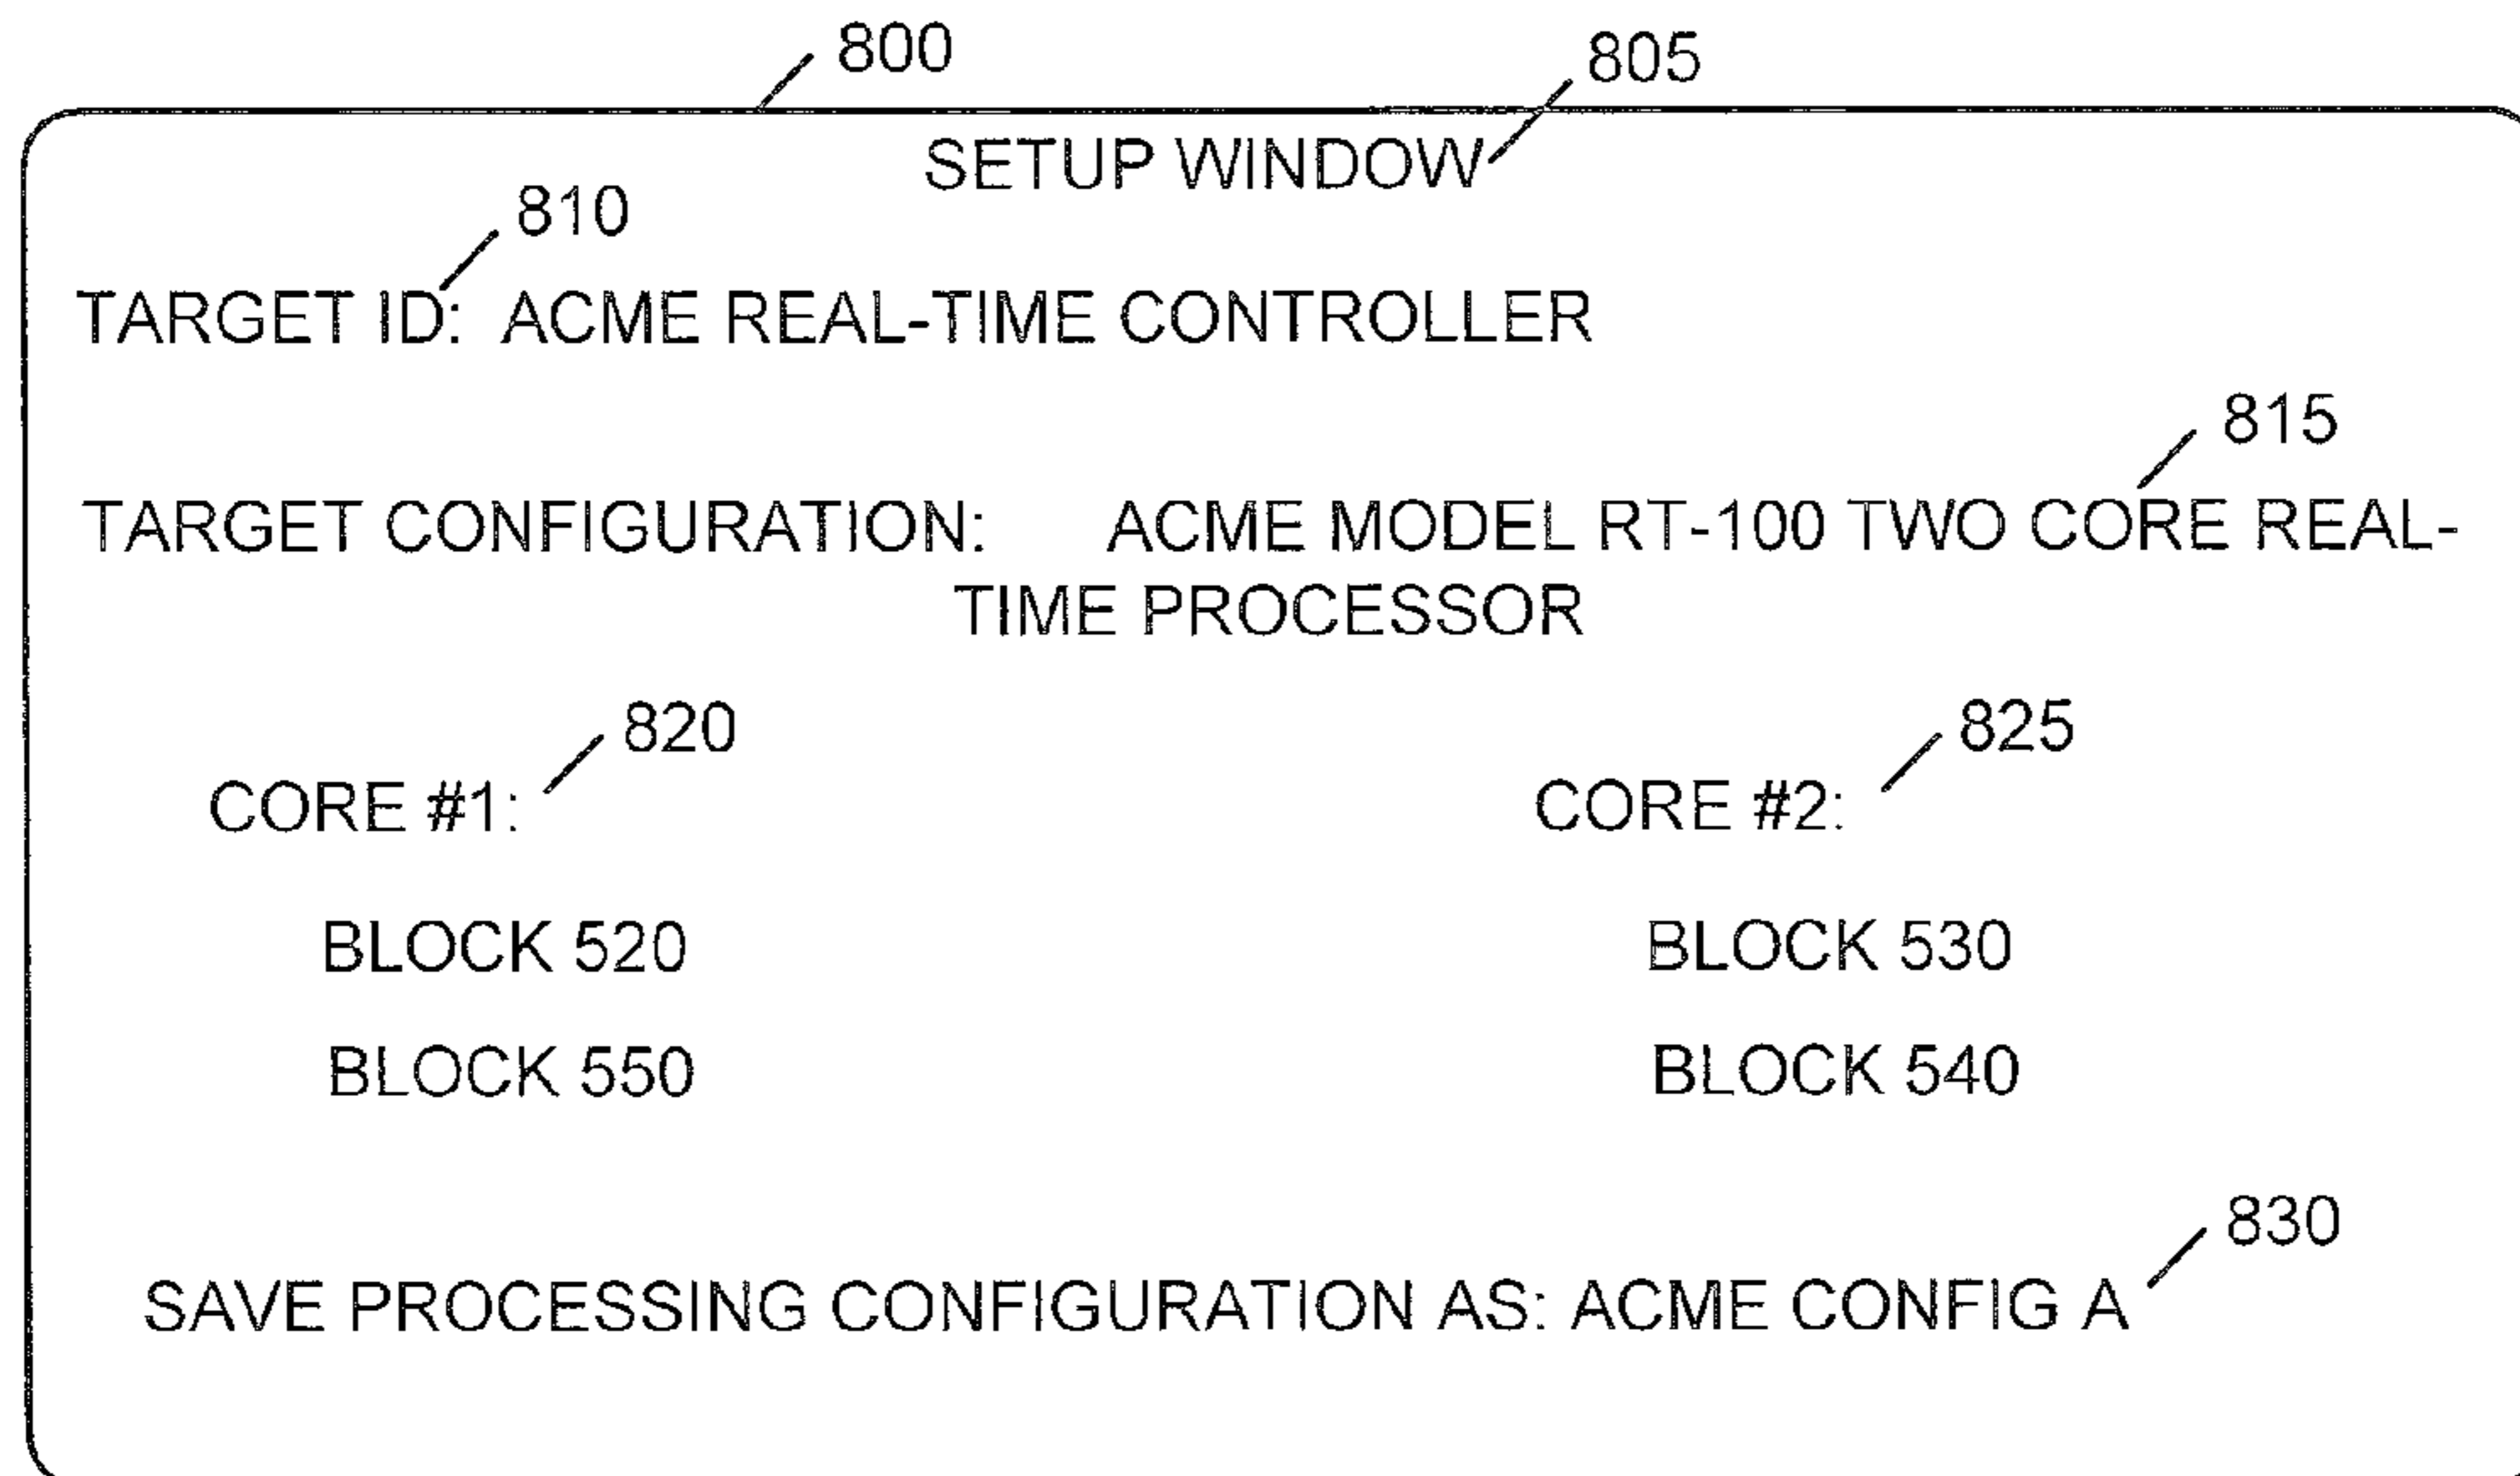 800
805
SETUP WINDOW
810
TARGET ID: ACME REAL-TIME CONTROLLER
815
TARGET CONFIGURATION: ACME MODEL RT-100 TWO CORE REAL-
TIME PROCESSOR
820
825
CORE #1:
CORE #2:
BLOCK 520
BLOCK 530
BLOCK 550
BLOCK 540
830
SAVE PROCESSING CONFIGURATION AS: ACME CONFIG A